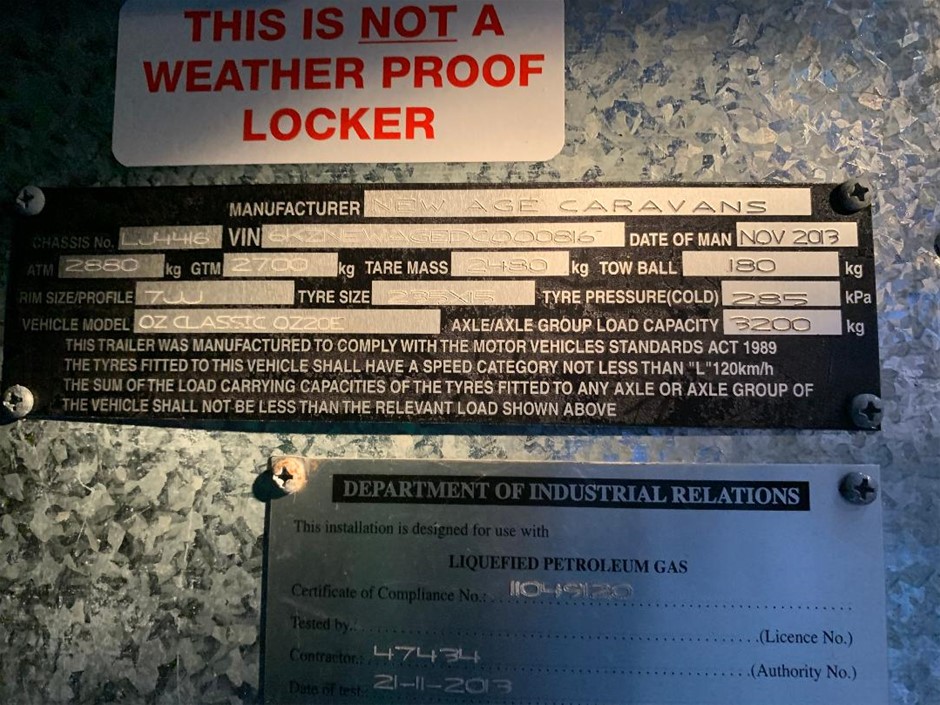 THIS IS NOT A
WEATHER PROOF
LOCKER
MANUFACTURER NEW AGE CARAVANS
CHASSIS No. LJ4416 VIN 6KZNEWAGEDC000816 DATE OF MAN NOV 2013
ATM 2880 kg GTM 2700 kg TARE MASS 2480 kg TOW BALL 180 kg
RIM SIZE/PROFILE TYRE SIZE 235X15 TYRE PRESSURE(COLD) 285 kPa
VEHICLE MODEL OZ CLASSIC OZ20E AXLE/AXLE GROUP LOAD CAPACITY 3200 kg
THIS TRAILER WAS MANUFACTURED TO COMPLY WITH THE MOTOR VEHICLES STANDARDS ACT 1989
THE TYRES FITTED TO THIS VEHICLE SHALL HAVE A SPEED CATEGORY NOT LESS THAN "L"120km/h
THE SUM OF THE LOAD CARRYING CAPACITIES OF THE TYRES FITTED TO ANY AXLE OR AXLE GROUP OF
THE VEHICLE SHALL NOT BE LESS THAN THE RELEVANT LOAD SHOWN ABOVE
DEPARTMENT OF INDUSTRIAL RELATIONS
This installation is designed for use with
LIQUEFIED PETROLEUM GAS
Certificate of Compliance No.: 11049120
Tested by: (Licence No.)
Contractor: 47434 (Authority No.)
Date of test: 21-11-2013